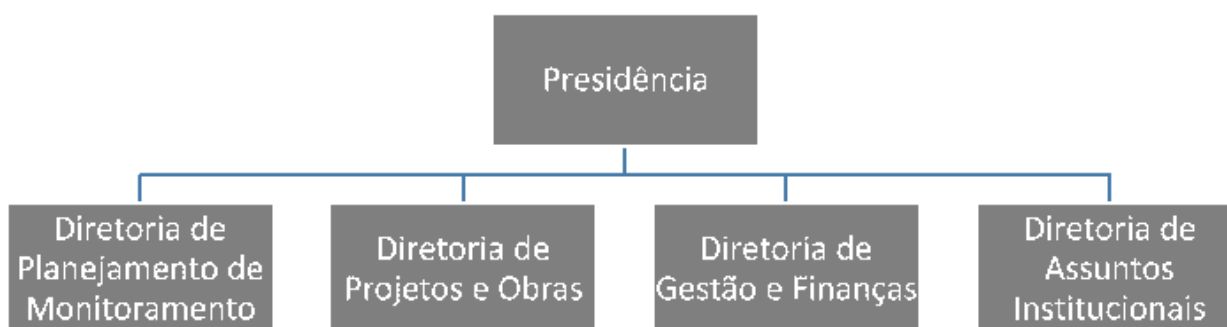 Presidência
Diretoria de
Planejamento de
Monitoramento
Diretoria de
Projetos e Obras
Diretoria de
Gestão e Finanças
Diretoria de
Assuntos
Institucionais